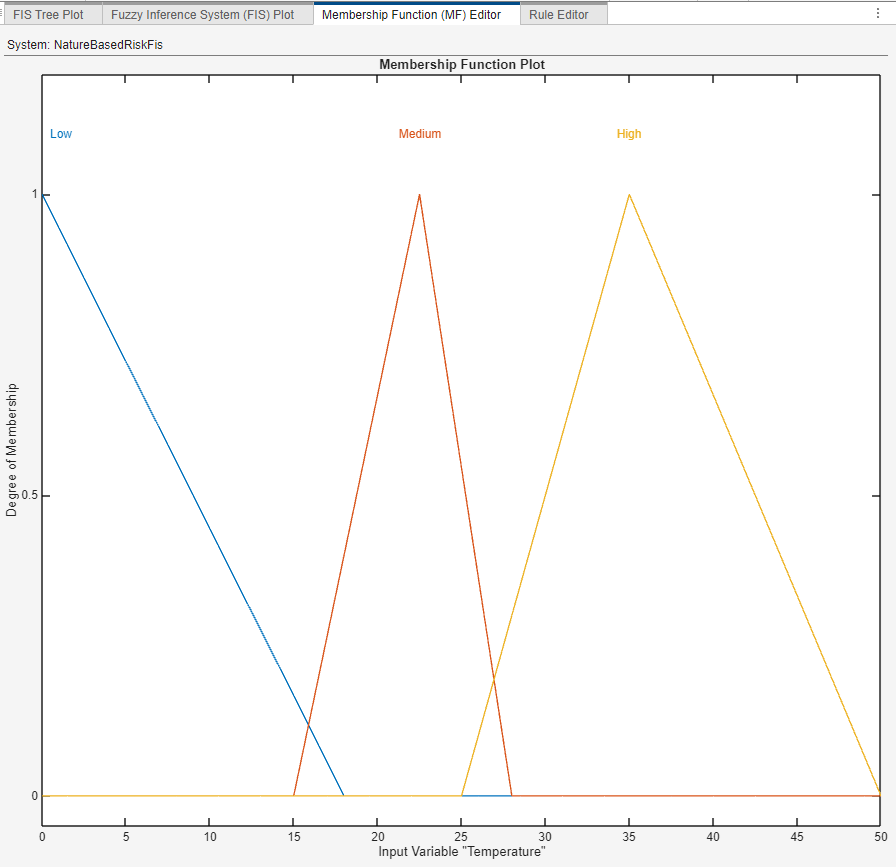 FIS Tree Plot Fuzzy Inference System (FIS) Plot Membership Function (MF) Editor Rule Editor
System: NatureBasedRiskFis
Membership Function Plot
Low Medium High
1
0.5
0
Degree of Membership
0 5 10 15 20 25 30 35 40 45 50
Input Variable "Temperature"